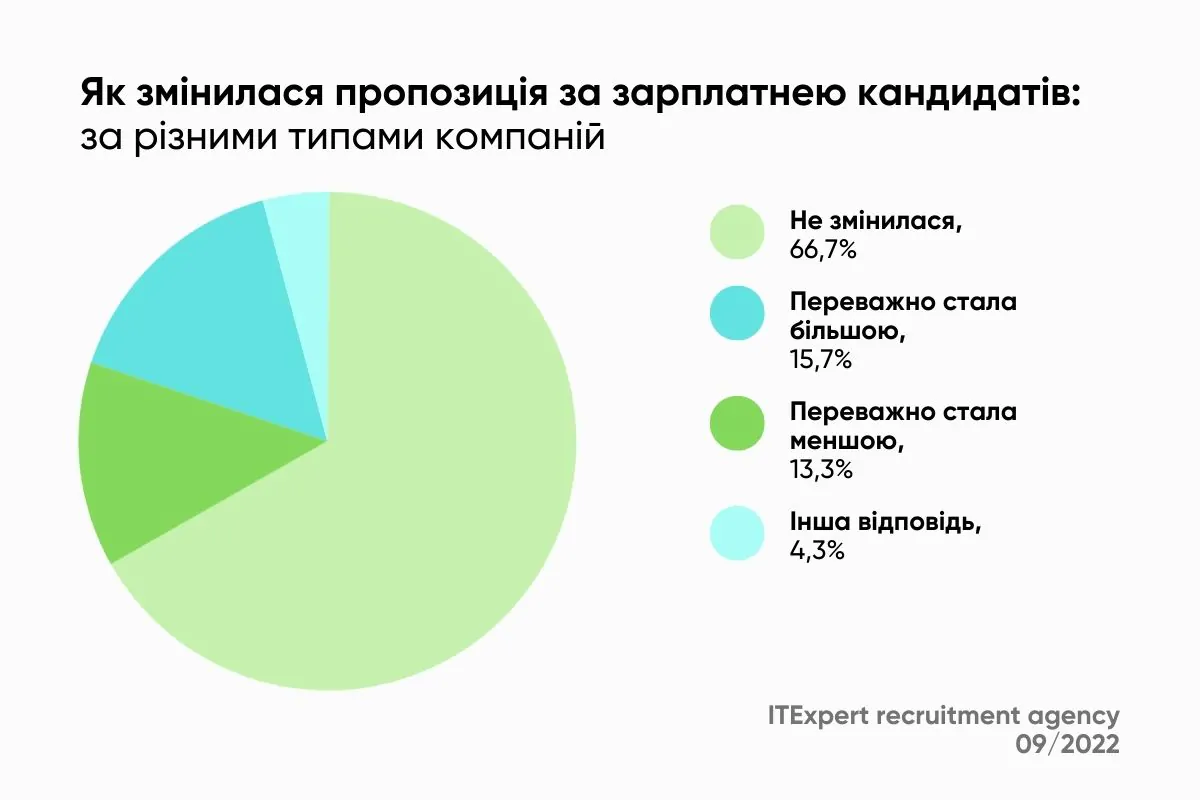 Як змінилася пропозиція за зарплатнею кандидатів:
за різними типами компаній
Не змінилася,
66,7%
Переважно стала
більшою,
15,7%
Переважно стала
меншою,
13,3%
Інша відповідь,
4,3%
ITExpert recruitment agency
09/2022